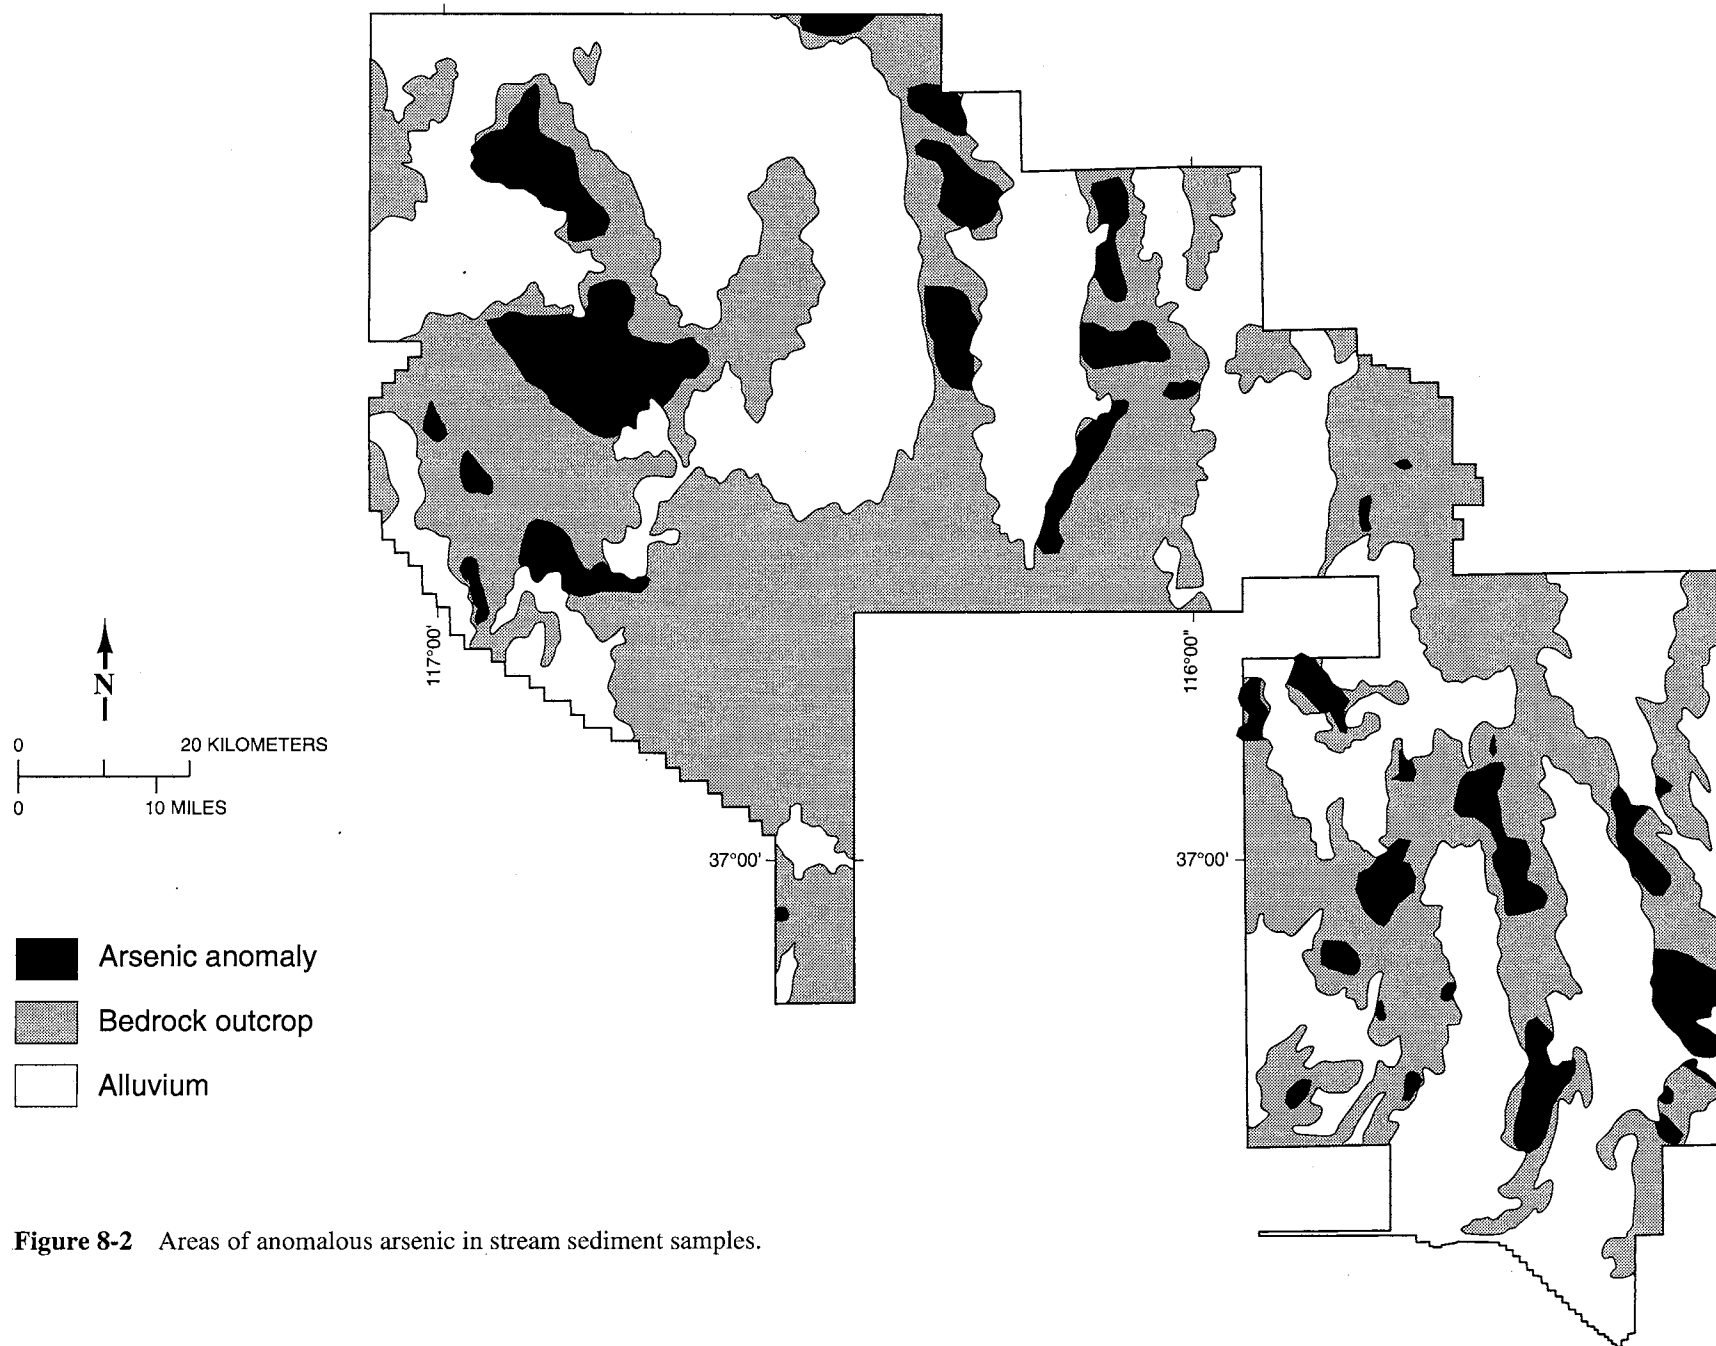 117°00'
116°00"
N
0 20 KILOMETERS
0 10 MILES
37°00'
37°00'
Arsenic anomaly
Bedrock outcrop
Alluvium
Figure 8-2 Areas of anomalous arsenic in stream sediment samples.